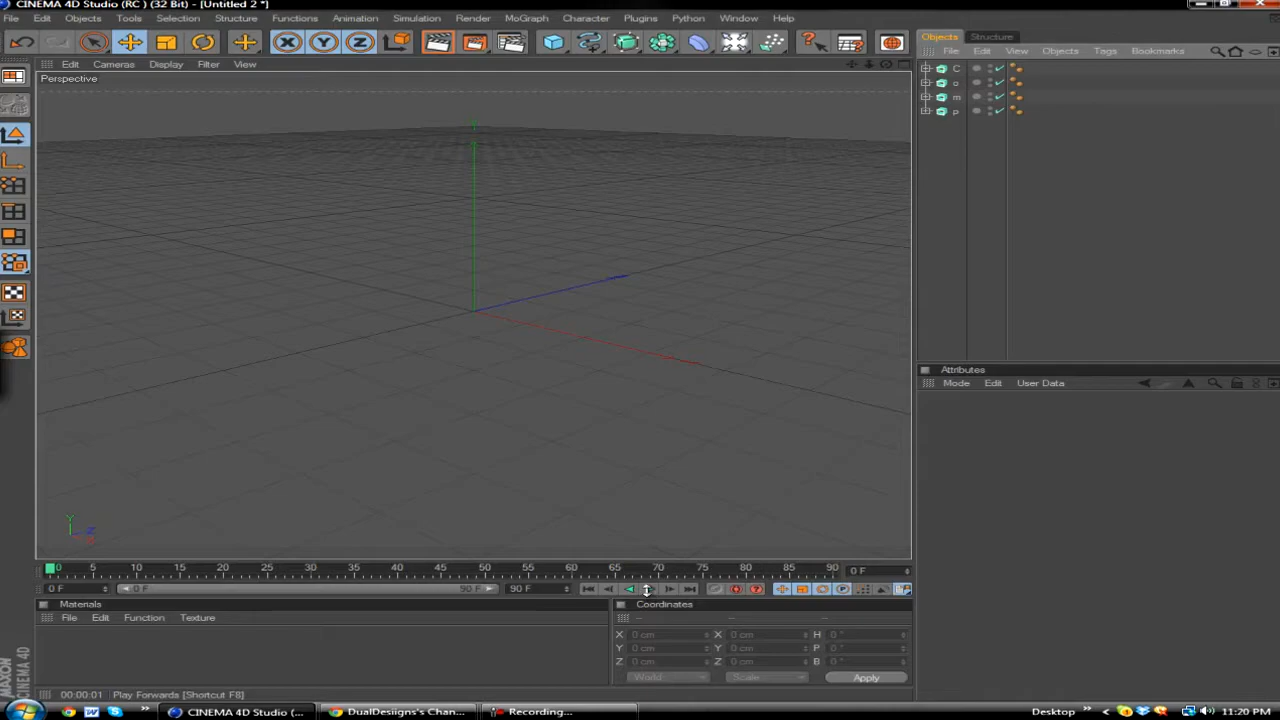 CINEMA 4D Studio (RC ) (32 Bit) - [Untitled 2 *]
File Edit Objects Tools Selection Structure Functions Animation Simulation Render MoGraph Character Plugins Python Window Help
Objects Structure
File Edit View Objects Tags Bookmarks
Edit Cameras Display Filter View
Perspective
C
o
m
p
Attributes
Mode Edit User Data
Y
Z
0 5 10 15 20 25 30 35 40 45 50 55 60 65 70 75 80 85 90 0 F
0 F 0 F 90 F 90 F
Materials
Coordinates
File Edit Function Texture
-- -- --
X 0 cm X 0 cm H 0 °
Y 0 cm Y 0 cm P 0 °
Z 0 cm Z 0 cm B 0 °
World Scale Apply
MAXON CINEMA 4D
00:00:01 Play Forwards [Shortcut F8]
CINEMA 4D Studio (... DualDesiigns's Chan... Recording... Desktop 11:20 PM